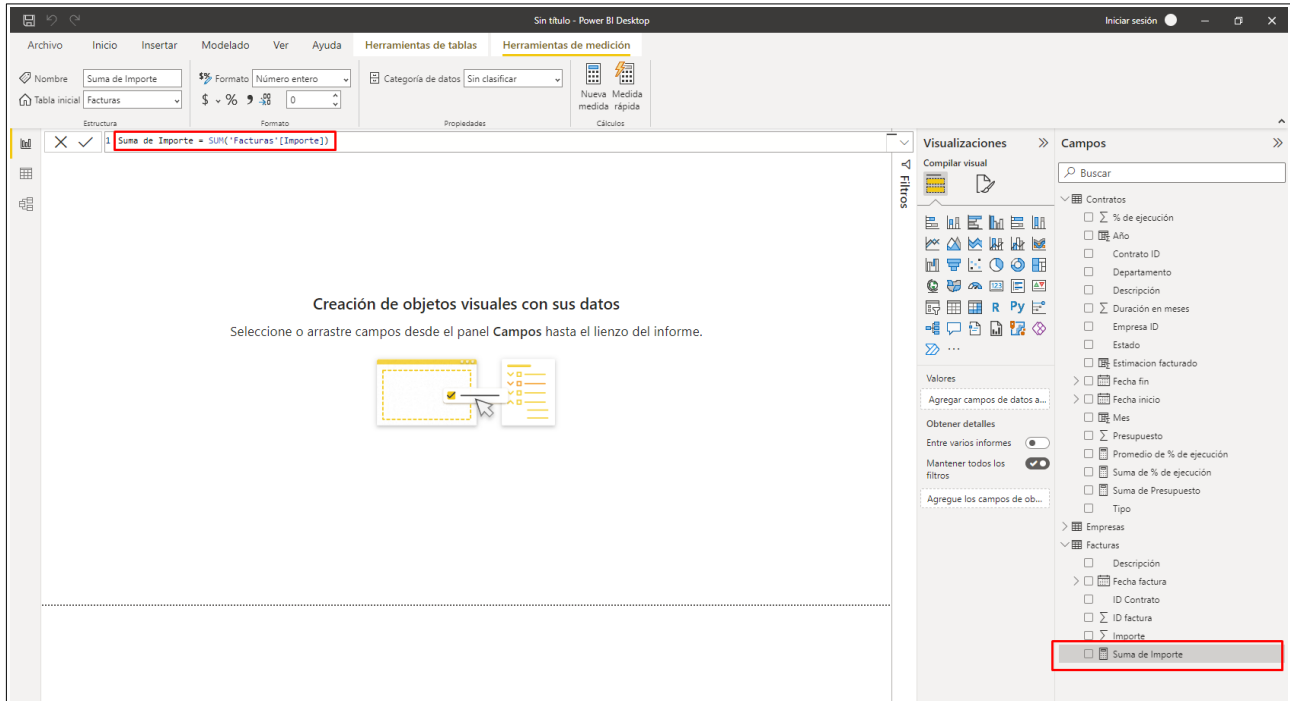 Sin título - Power BI Desktop
Iniciar sesión
Archivo Inicio Insertar Modelado Ver Ayuda Herramientas de tablas Herramientas de medición
Nombre Suma de Importe
Tabla inicial Facturas
Estructura
$% Formato Número entero
$ % 0
Formato
Categoría de datos Sin clasificar
Propiedades
Nueva medida
Medida rápida
Cálculos
1 Suma de Importe = SUM('Facturas'[Importe])
Creación de objetos visuales con sus datos
Seleccione o arrastre campos desde el panel Campos hasta el lienzo del informe.
Filtros
Visualizaciones
Compilar visual
123
R Py
Valores
Agregar campos de datos a...
Obtener detalles
Entre varios informes
Mantener todos los
filtros
Agregue los campos de ob...
Campos
Buscar
Contratos
% de ejecución
Año
Contrato ID
Departamento
Descripción
Duración en meses
Empresa ID
Estado
Estimacion facturado
Fecha fin
Fecha inicio
Mes
Presupuesto
Promedio de % de ejecución
Suma de % de ejecución
Suma de Presupuesto
Tipo
Empresas
Facturas
Descripción
Fecha factura
ID Contrato
ID factura
Importe
Suma de Importe